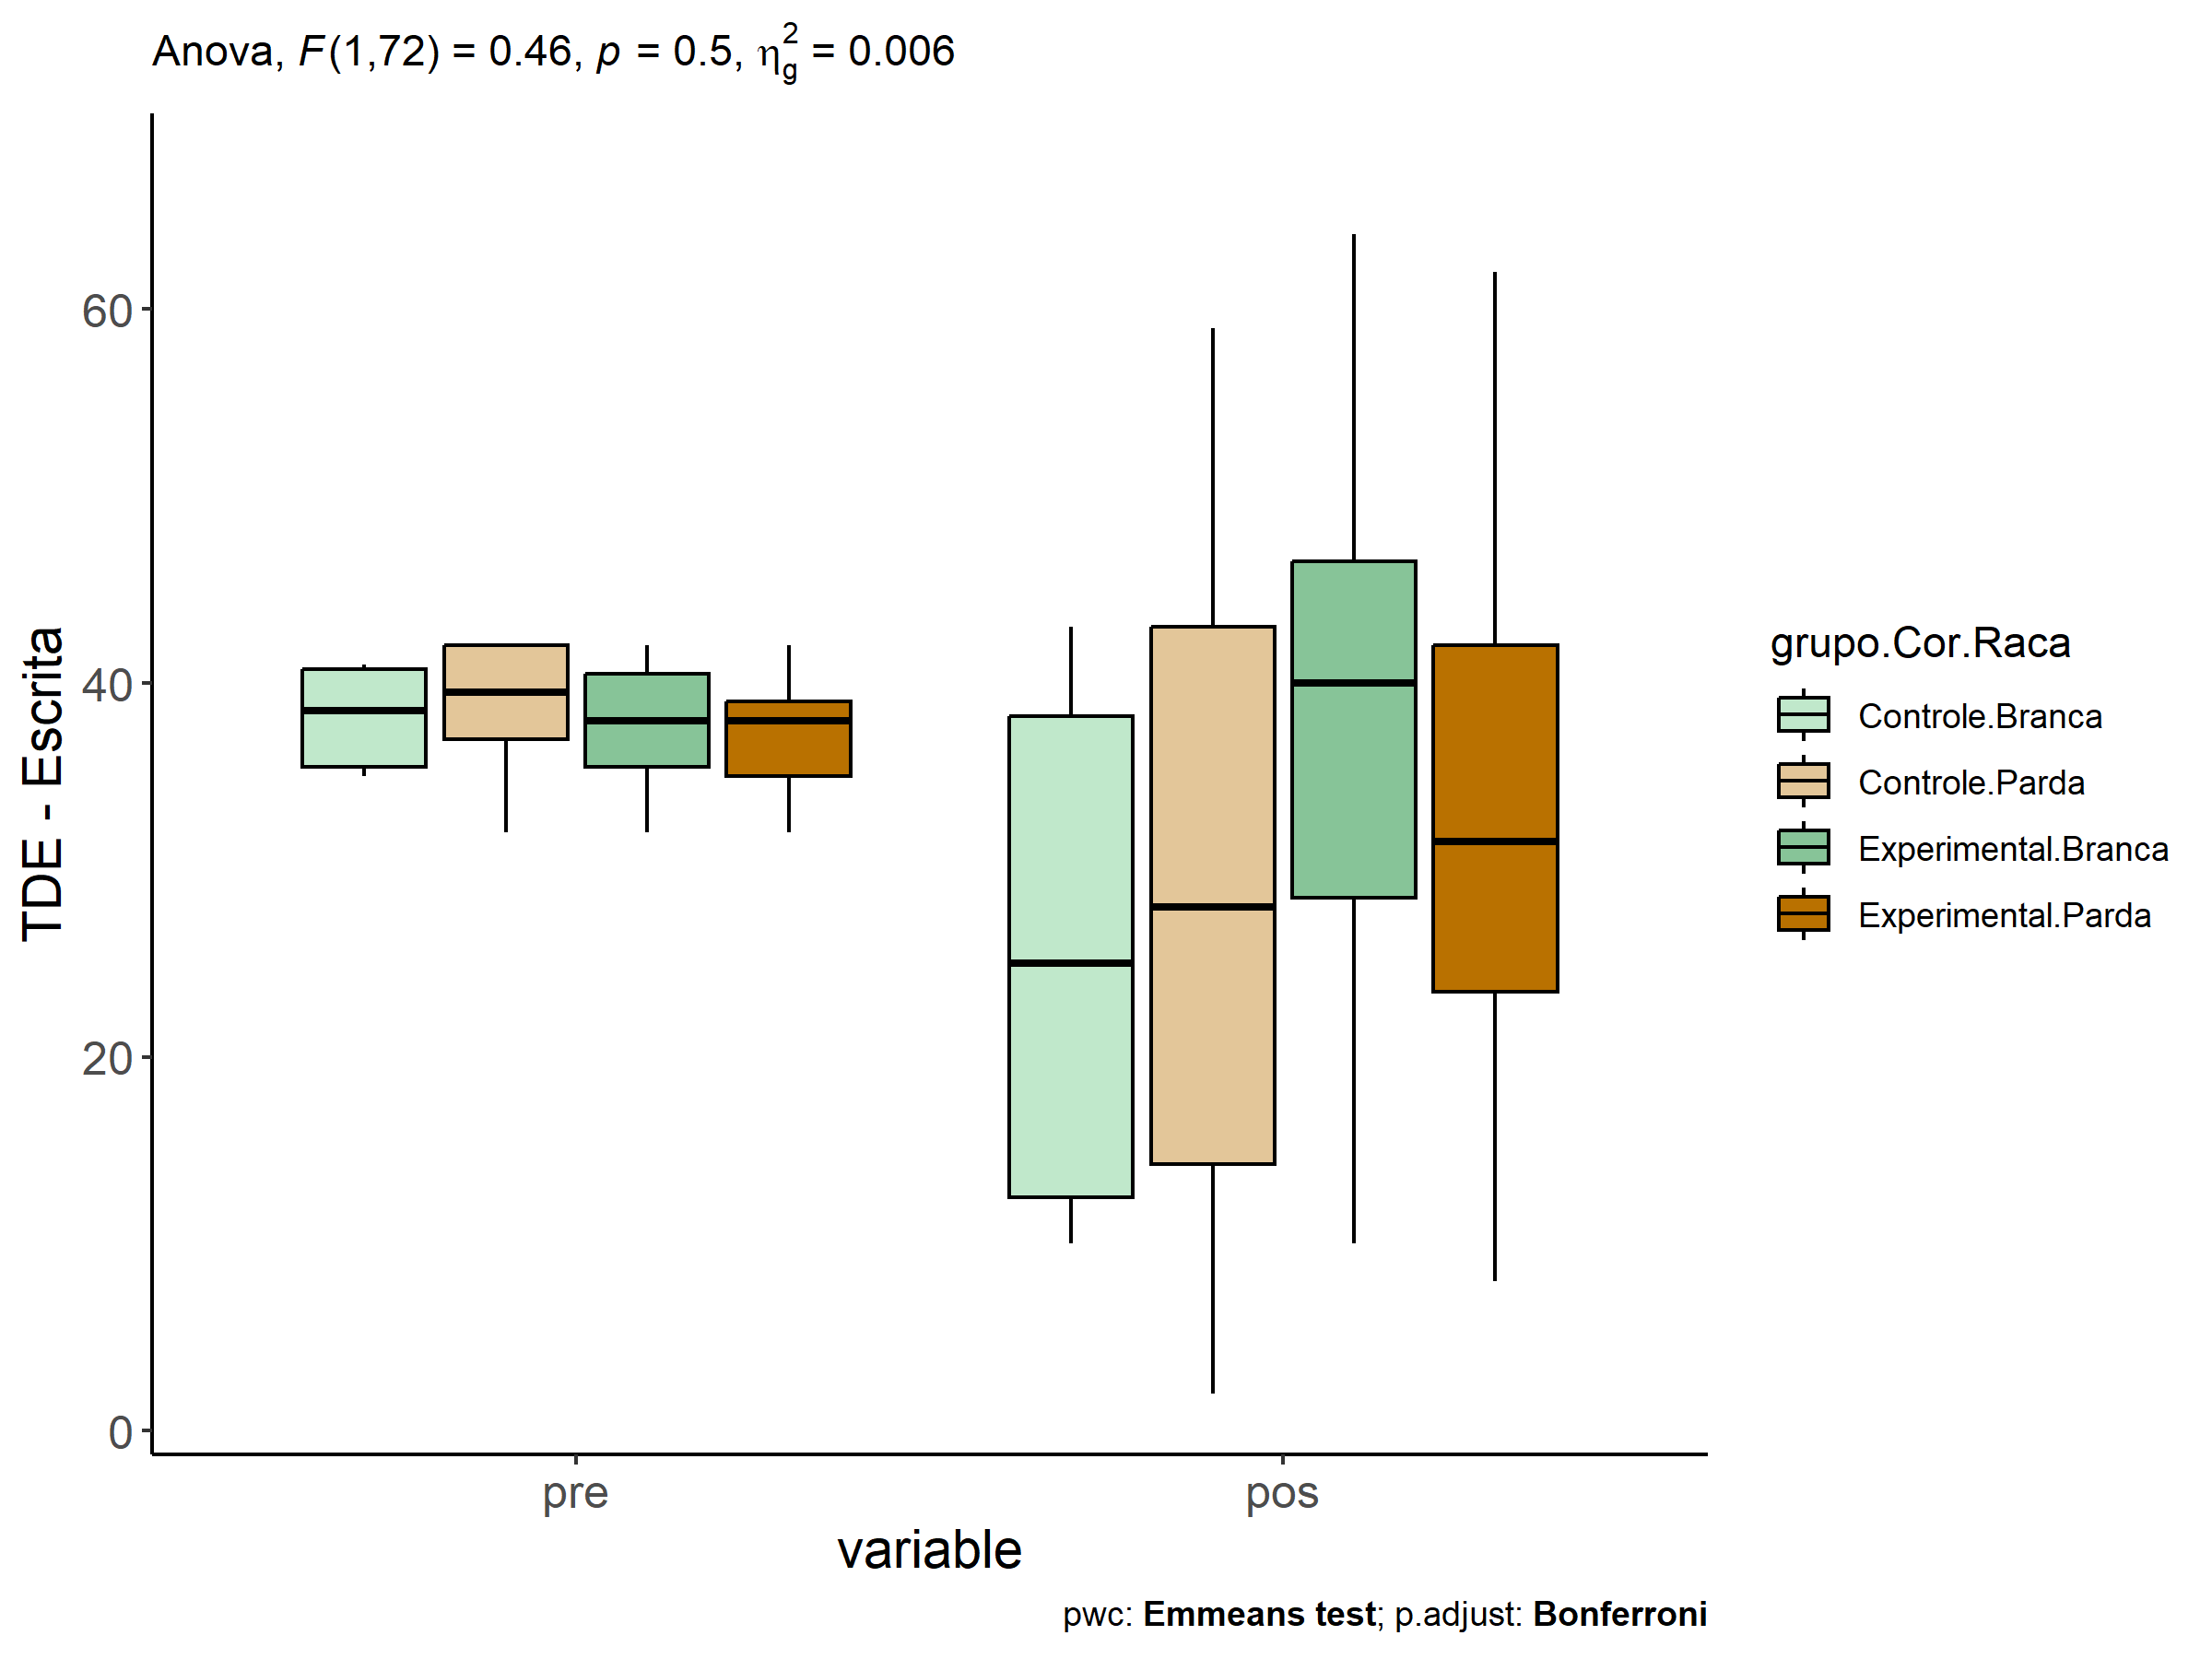 Anova, F(1,72) = 0.46, p = 0.5, η²g = 0.006
TDE - Escrita
60
40
20
0
pre
pos
variable
grupo.Cor.Raca
Controle.Branca
Controle.Parda
Experimental.Branca
Experimental.Parda
pwc: Emmeans test; p.adjust: Bonferroni